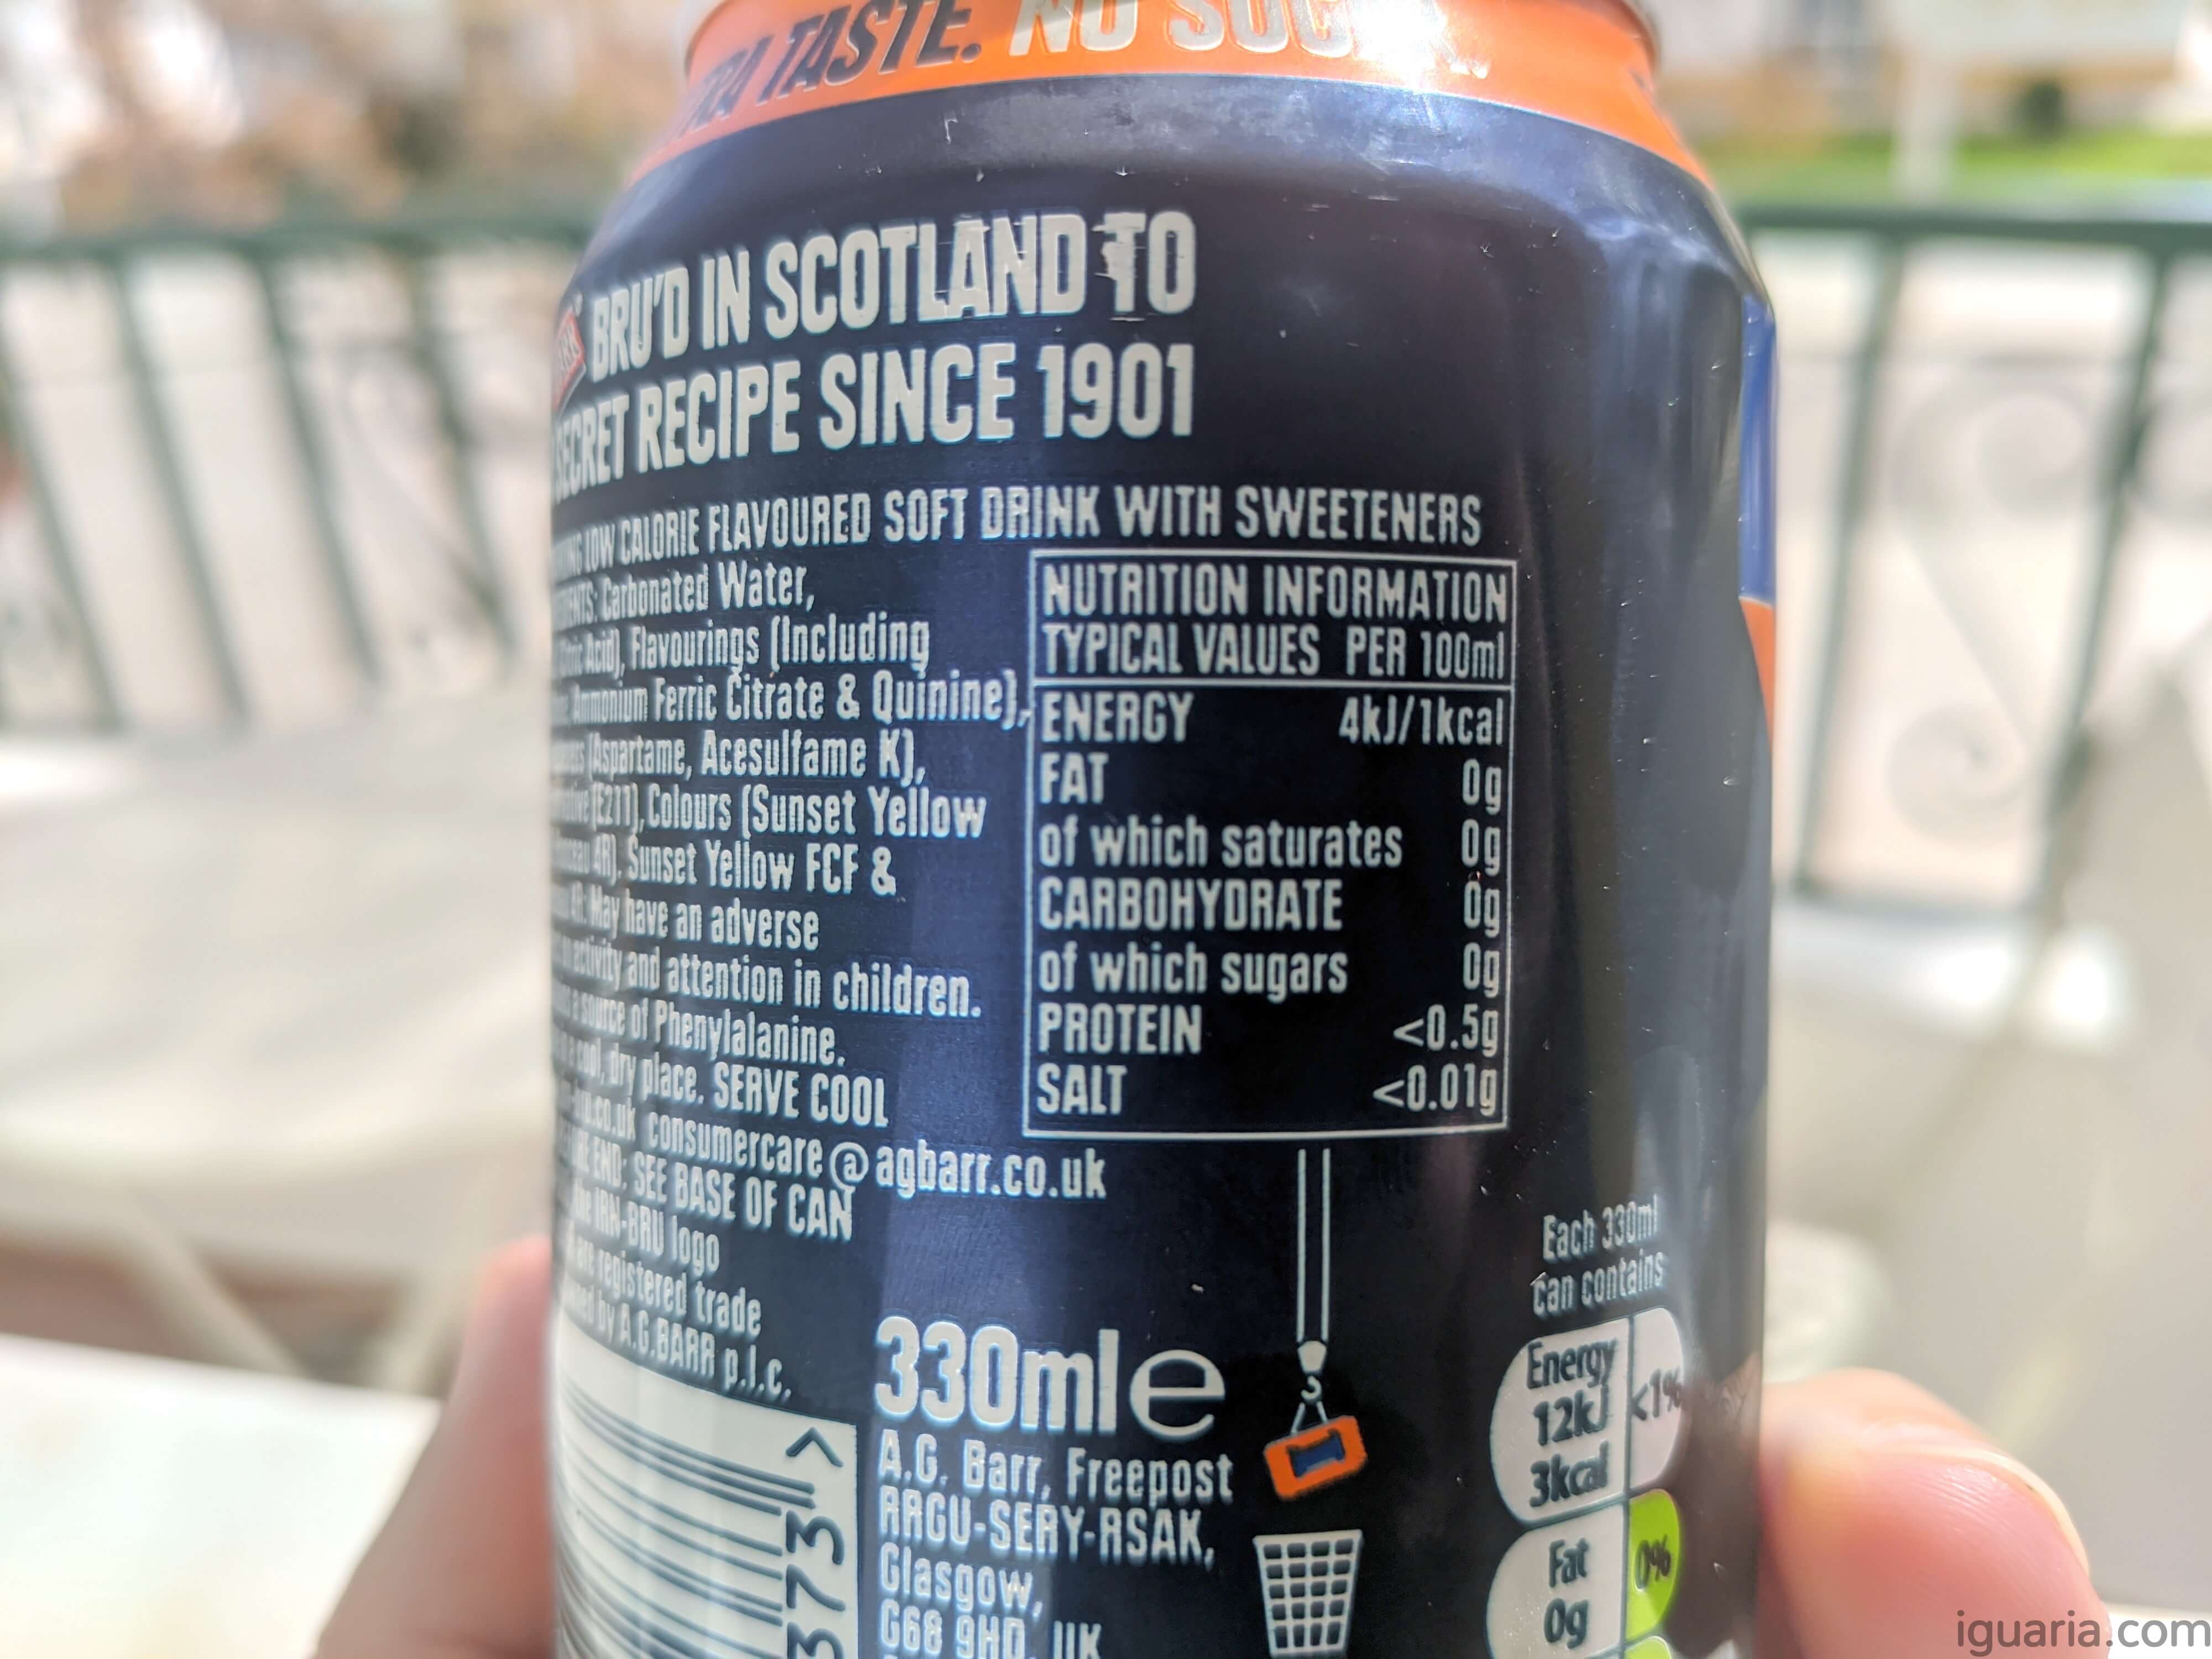 TASTE. NO
BRU'D IN SCOTLAND TO
SECRET RECIPE SINCE 1901
LOW CALORIE FLAVOURED SOFT DRINK WITH SWEETENERS
Carbonated Water,
Acid), Flavourings (Including
Ammonium Ferric Citrate & Quinine),
(Aspartame, Acesulfame K),
(E211), Colours (Sunset Yellow
4R). Sunset Yellow FCF &
4R: May have an adverse
activity and attention in children.
a source of Phenylalanine.
cool, dry place. SERVE COOL
consumercare@agbarr.co.uk
END: SEE BASE OF CAN
IRN-BRU logo
are registered trade
by A.G.BARR p.l.c.
NUTRITION INFORMATION
TYPICAL VALUES PER 100ml
ENERGY 4kJ/1kcal
FAT 0g
of which saturates 0g
CARBOHYDRATE 0g
of which sugars 0g
PROTEIN <0.5g
SALT <0.01g
330ml e
A.G. Barr, Freepost
RRGU-SERY-RSAK,
Glasgow,
G68 9HD, UK
373 >
Each 330ml
can contains
Energy
12kJ
3kcal
<1%
Fat
0g
0%
iguaria.com